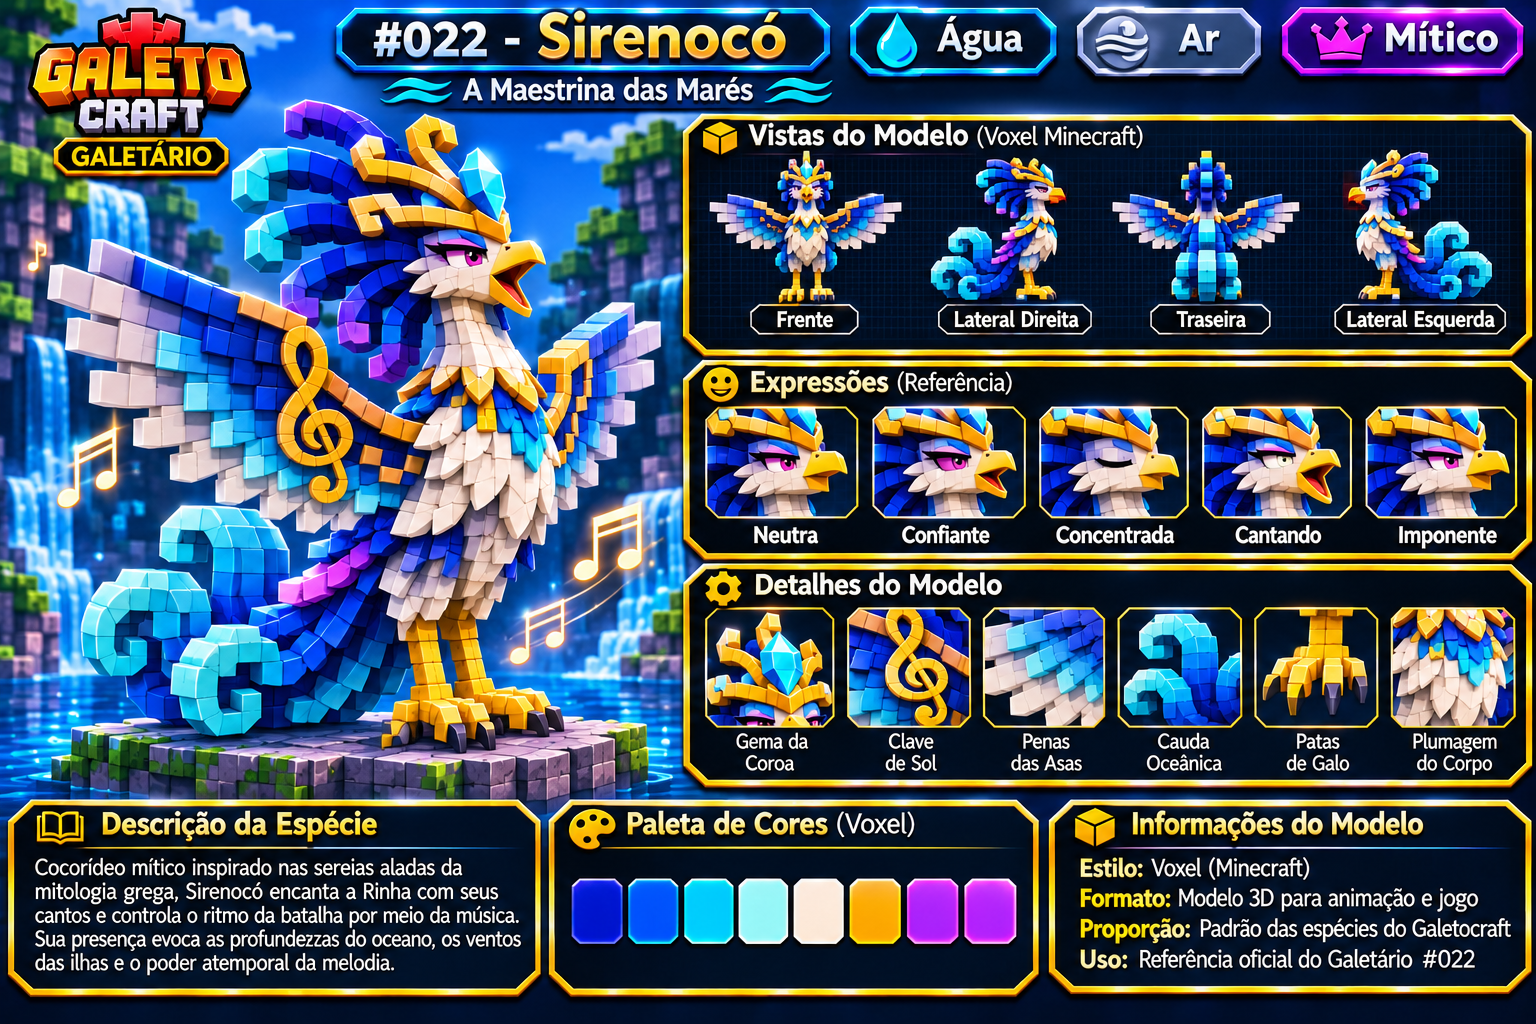 GALETO
CRAFT
GALETÁRIO
#022 - Sirenocó
A Maestrina das Marés
Água
Ar
Mítico
Vistas do Modelo (Voxel Minecraft)
Frente
Lateral Direita
Traseira
Lateral Esquerda
Expressões (Referência)
Neutra
Confiante
Concentrada
Cantando
Imponente
Detalhes do Modelo
Gema da
Coroa
Clave
de Sol
Penas
das Asas
Cauda
Oceânica
Patas
de Galo
Plumagem
do Corpo
Descrição da Espécie
Cocorídeo mítico inspirado nas sereias aladas da
mitologia grega, Sirenocó encanta a Rinha com seus
cantos e controla o ritmo da batalha por meio da música.
Sua presença evoca as profundezzas do oceano, os ventos
das ilhas e o poder atemporal da melodia.
Paleta de Cores (Voxel)
Informações do Modelo
Estilo: Voxel (Minecraft)
Formato: Modelo 3D para animação e jogo
Proporção: Padrão das espécies do Galetocraft
Uso: Referência oficial do Galetário #022